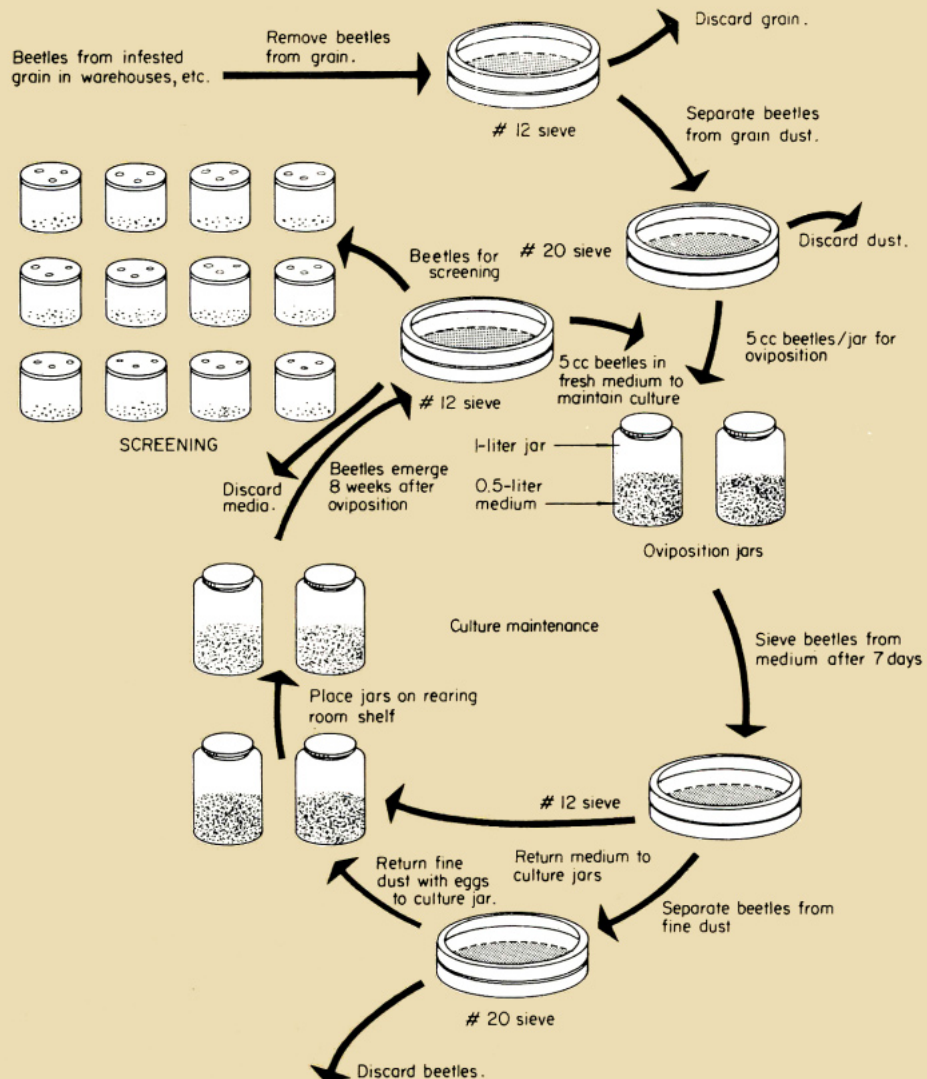 Discard grain.
Beetles from infested
grain in warehouses, etc.
Remove beetles
from grain.
# 12 sieve
Separate beetles
from grain dust.
# 20 sieve
Discard dust.
Beetles for
screening
5 cc beetles/jar for
oviposition
5 cc beetles in
fresh medium to
maintain culture
# 12 sieve
SCREENING
Discard
media.
Beetles emerge
8 weeks after
oviposition
1-liter jar
0.5-liter
medium
Oviposition jars
Culture maintenance
Sieve beetles from
medium after 7 days
Place jars on rearing
room shelf
# 12 sieve
Return medium to
culture jars
Return fine
dust with eggs
to culture jar.
Separate beetles from
fine dust
# 20 sieve
Discard beetles.